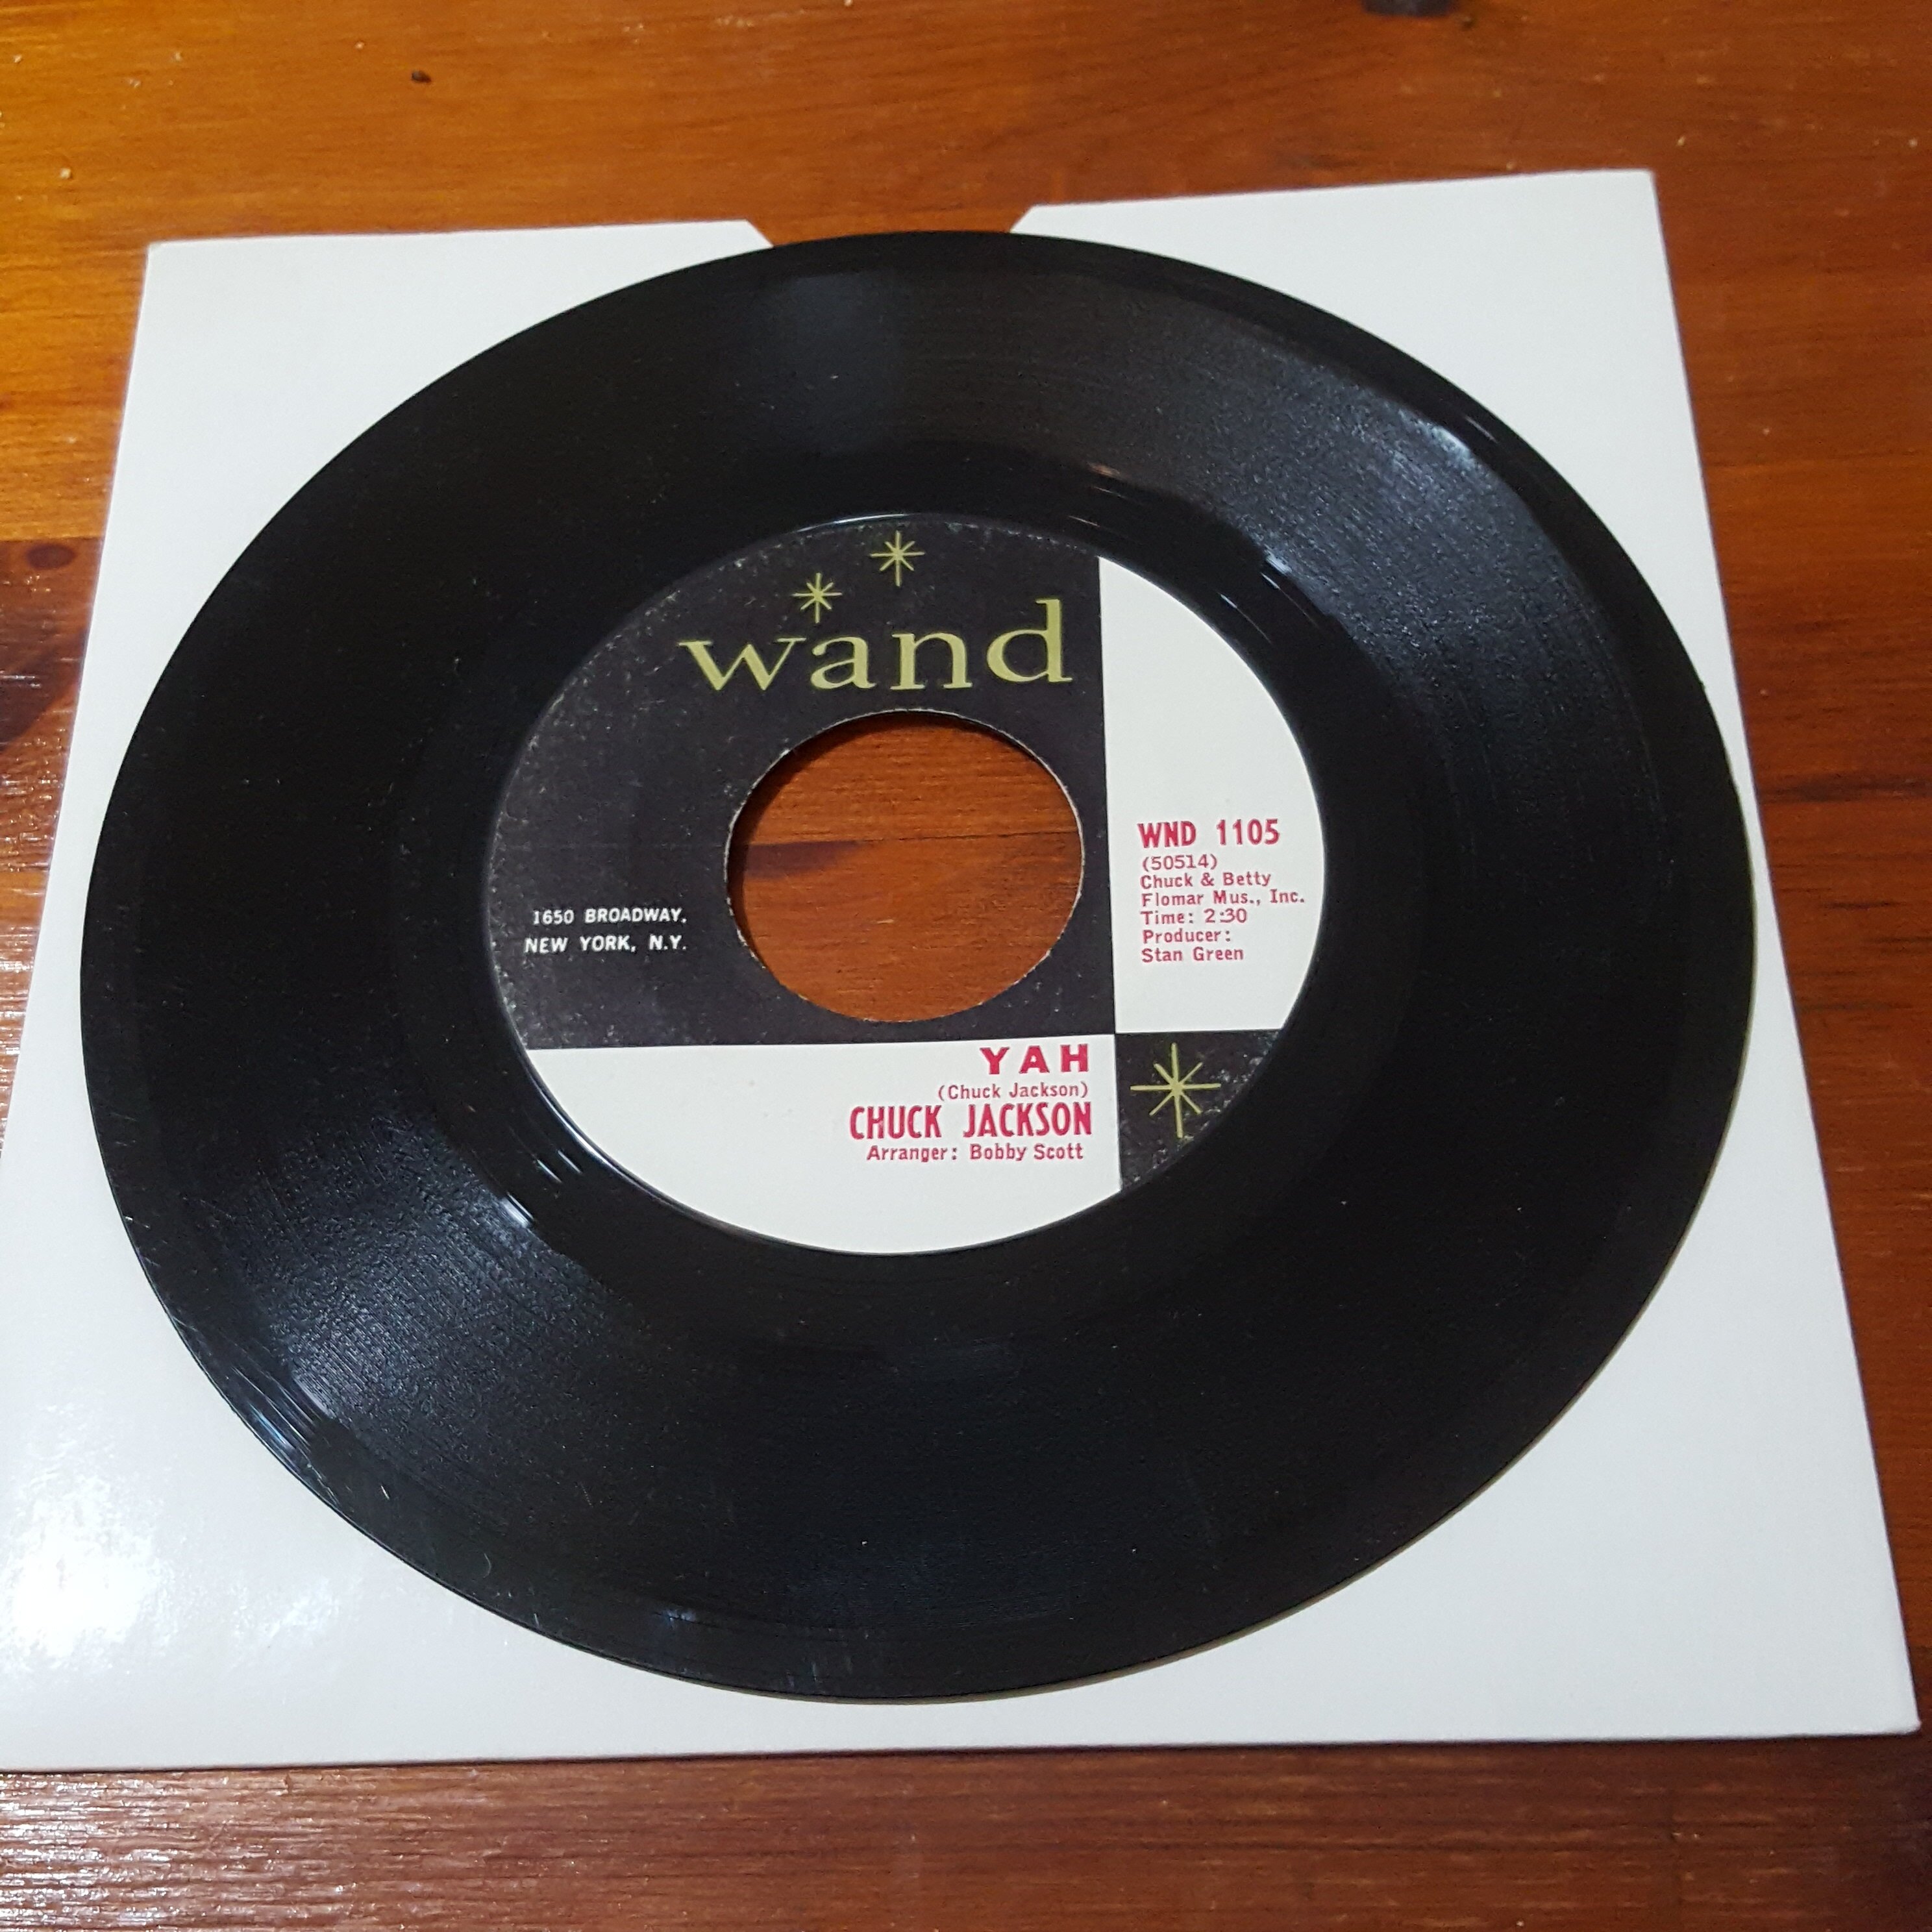 wand
1650 BROADWAY,
NEW YORK, N.Y.
WND 1105
(50514)
Chuck & Betty
Flomar Mus., Inc.
Time: 2:30
Producer:
Stan Green
YAH
(Chuck Jackson)
CHUCK JACKSON
Arranger: Bobby Scott